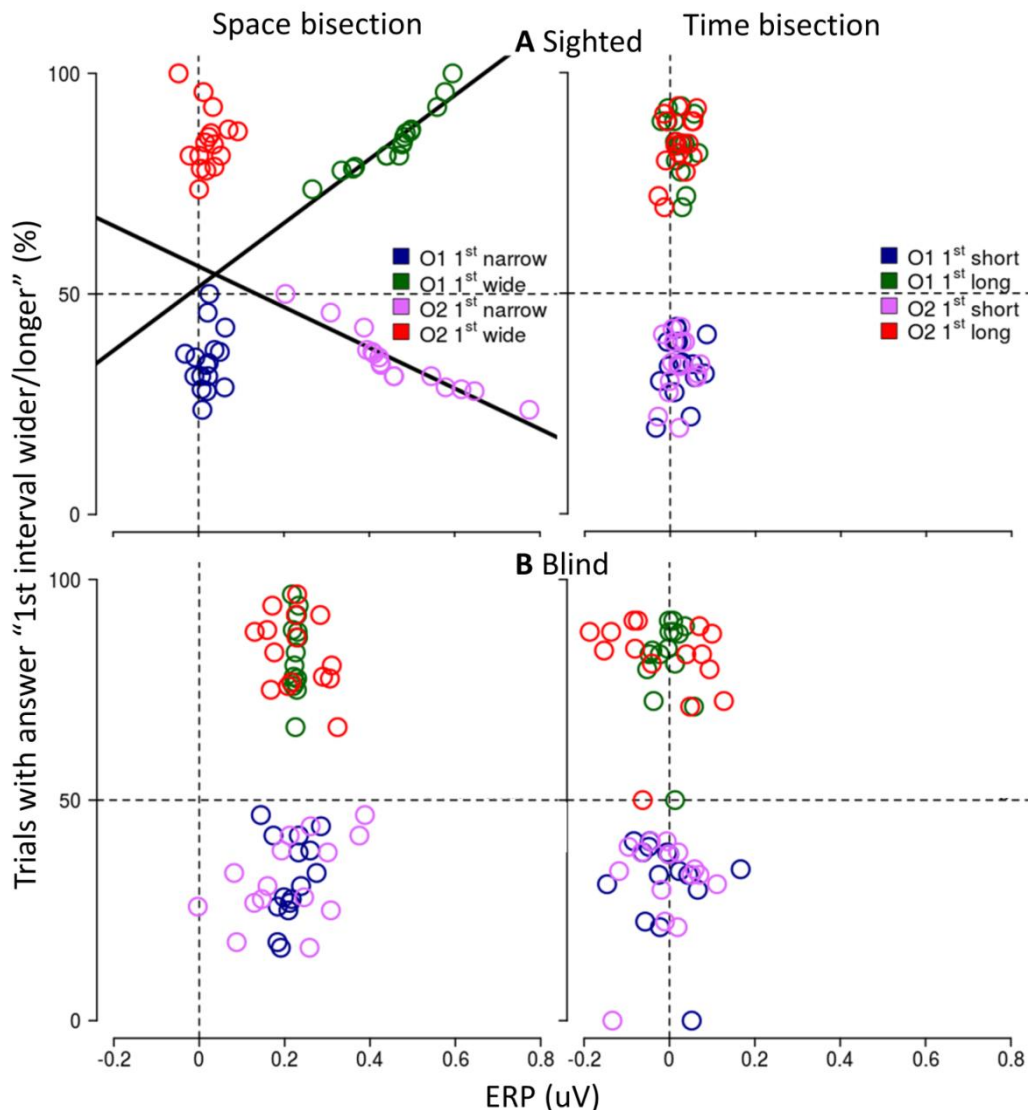 Space bisection
Time bisection
A Sighted
Trials with answer “1st interval wider/longer” (%)
100
50
0
O1 1st narrow
O1 1st wide
O2 1st narrow
O2 1st wide
O1 1st short
O1 1st long
O2 1st short
O2 1st long
B Blind
100
50
0
-0.2 0 0.2 0.4 0.6 0.8
-0.2 0 0.2 0.4 0.6 0.8
ERP (uV)